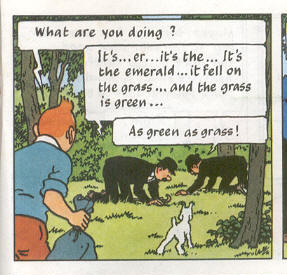 What are you doing ?
It's...er...it's the... It's
the emerald...it fell on
the grass... and the grass
is green...
As green as grass!